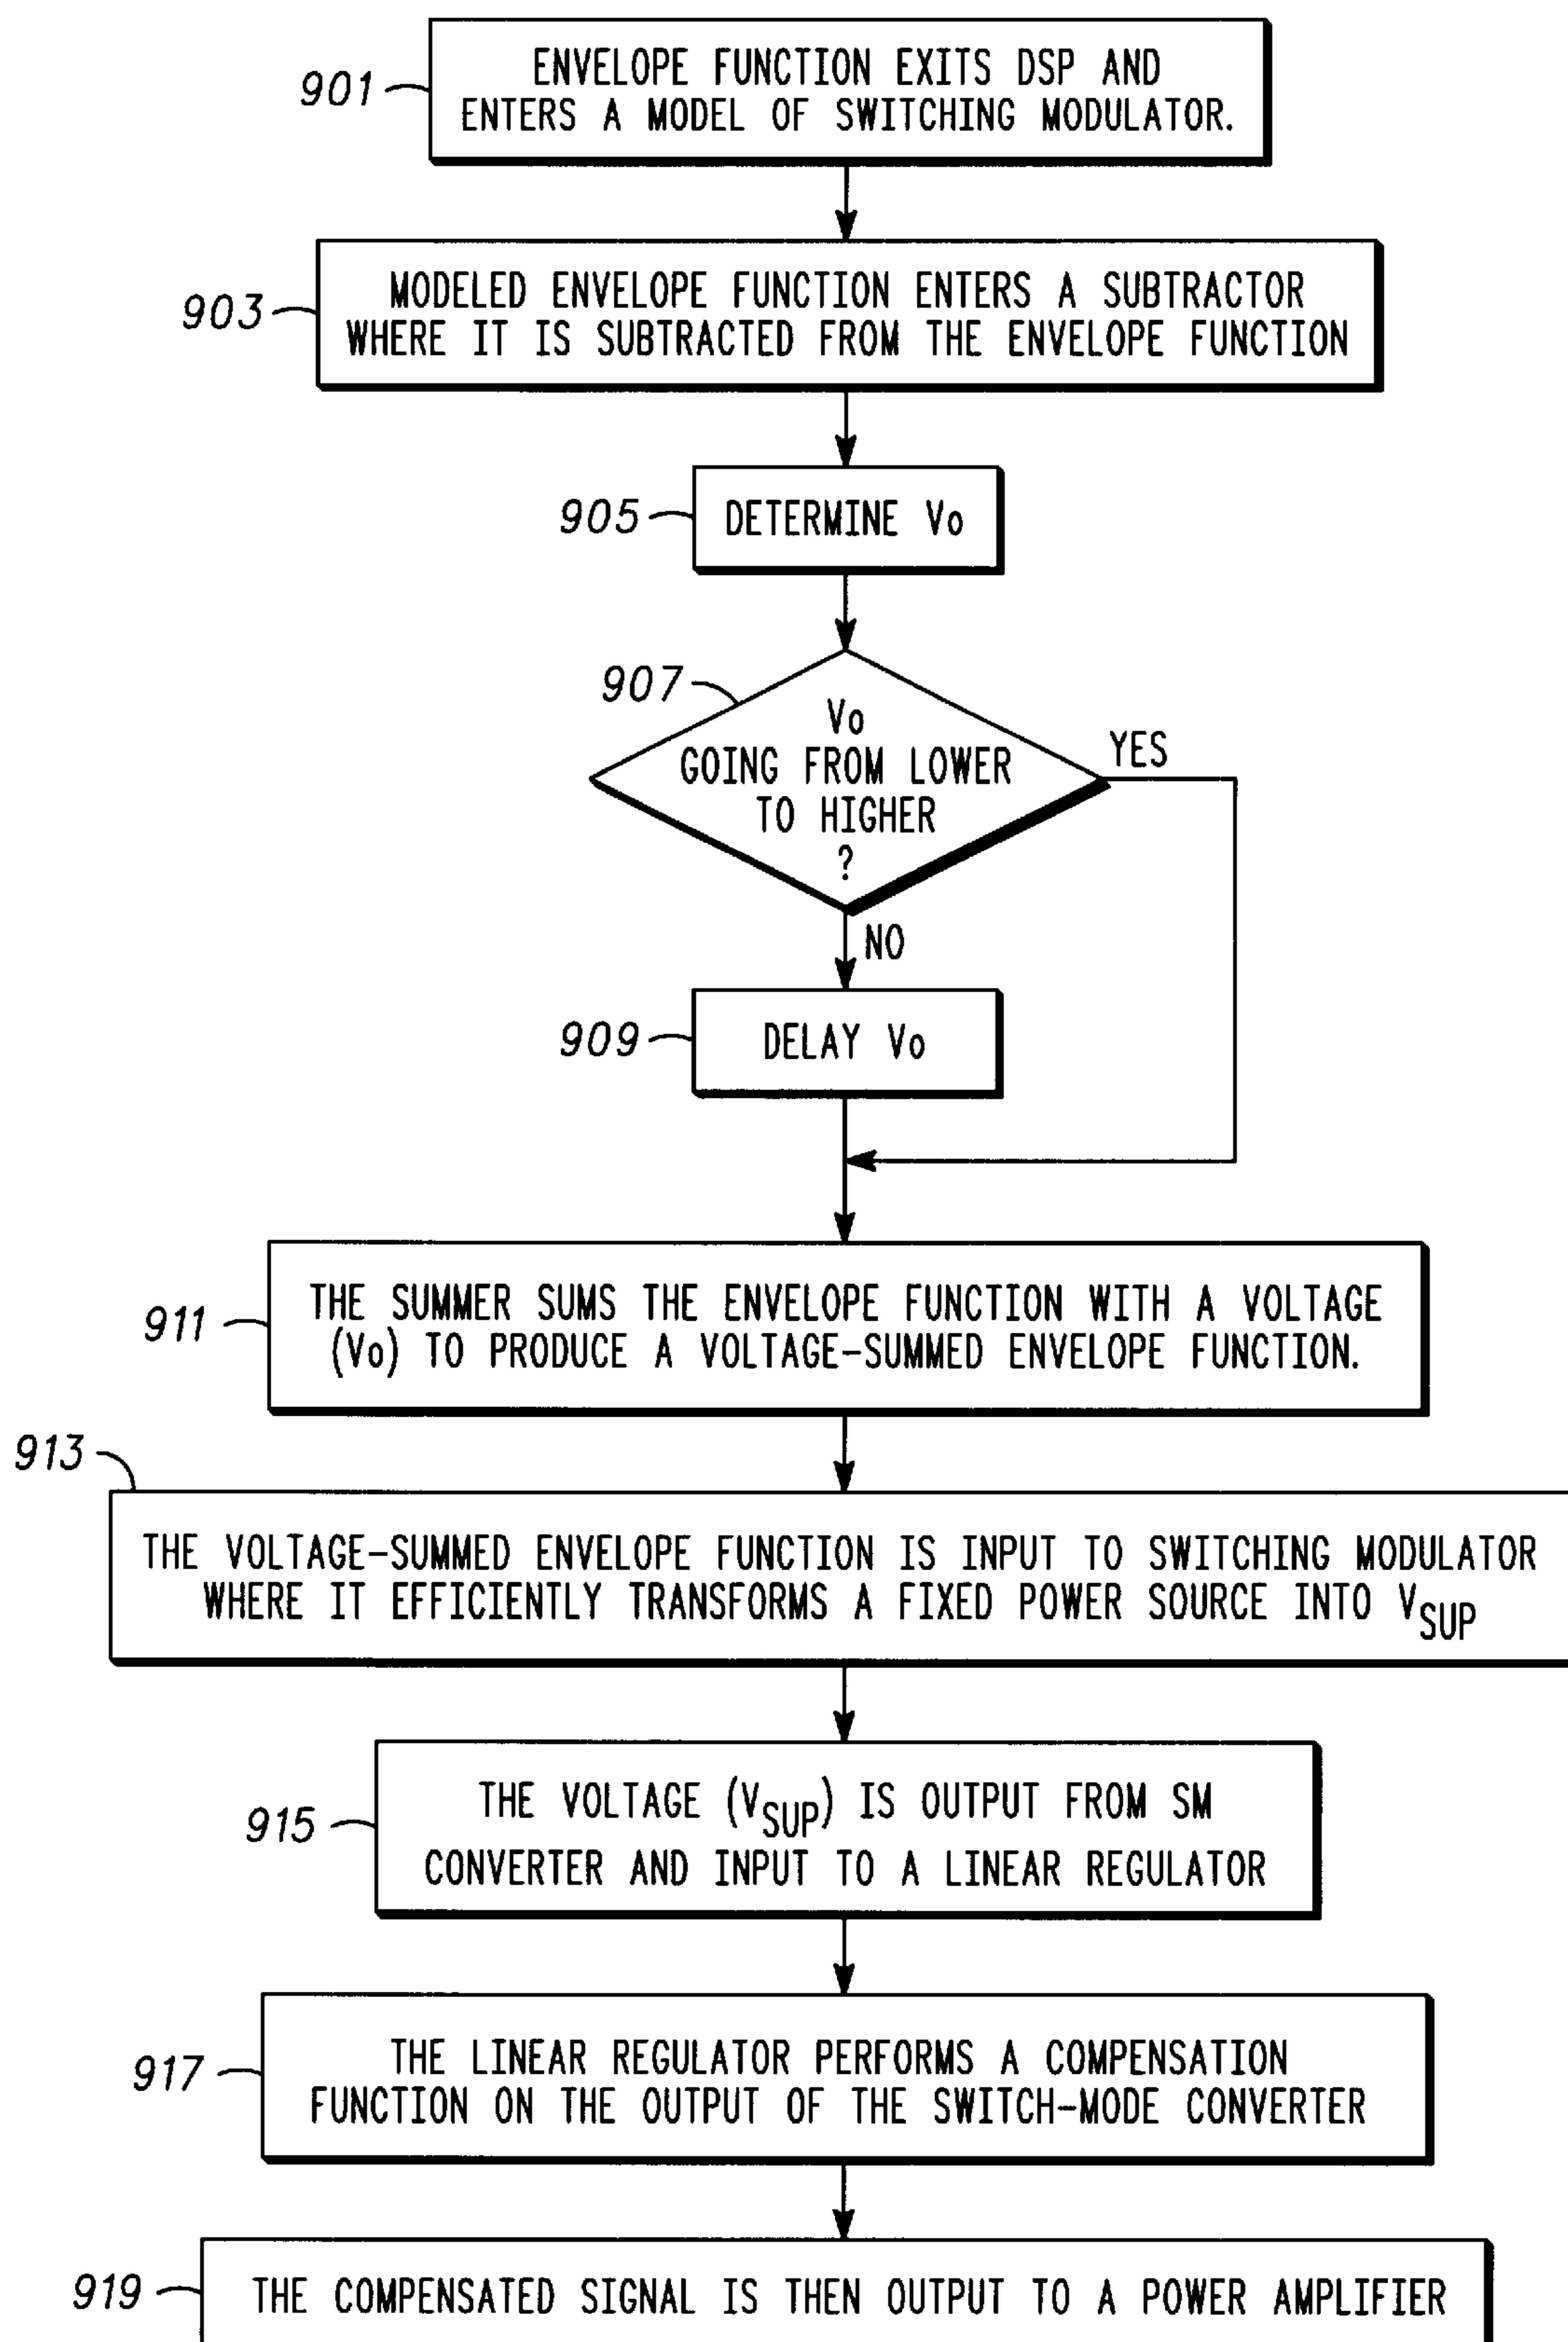 901
ENVELOPE FUNCTION EXITS DSP AND
ENTERS A MODEL OF SWITCHING MODULATOR.
903
MODELED ENVELOPE FUNCTION ENTERS A SUBTRACTOR
WHERE IT IS SUBTRACTED FROM THE ENVELOPE FUNCTION
905
DETERMINE Vo
907
Vo
GOING FROM LOWER
TO HIGHER
?
YES
NO
909
DELAY Vo
911
THE SUMMER SUMS THE ENVELOPE FUNCTION WITH A VOLTAGE
(Vo) TO PRODUCE A VOLTAGE-SUMMED ENVELOPE FUNCTION.
913
THE VOLTAGE-SUMMED ENVELOPE FUNCTION IS INPUT TO SWITCHING MODULATOR
WHERE IT EFFICIENTLY TRANSFORMS A FIXED POWER SOURCE INTO VSUP
915
THE VOLTAGE (VSUP) IS OUTPUT FROM SM
CONVERTER AND INPUT TO A LINEAR REGULATOR
917
THE LINEAR REGULATOR PERFORMS A COMPENSATION
FUNCTION ON THE OUTPUT OF THE SWITCH-MODE CONVERTER
919
THE COMPENSATED SIGNAL IS THEN OUTPUT TO A POWER AMPLIFIER